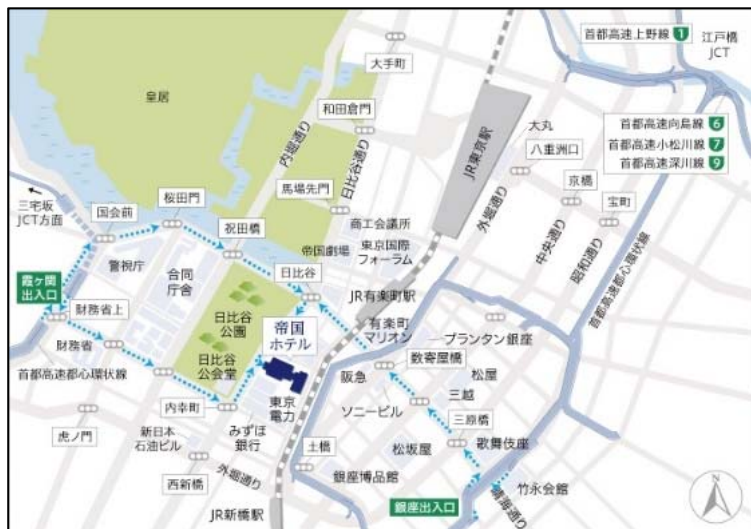 首都高速上野線 1
江戸橋
JCT
大手町
皇居
和田倉門
内堀通り
日比谷通り
JR東京駅
大丸
八重洲口
首都高速向島線 6
首都高速小松川線 7
首都高速深川線 9
馬場先門
京橋
宝町
三宅坂
JCT方面
国会前
桜田門
祝田橋
商工会議所
外堀通り
中央通り
昭和通り
首都高速都心環状線
警視庁
合同
庁舎
帝国劇場
東京国際
フォーラム
日比谷
霞ヶ関
出入口
財務省上
日比谷
公園
JR有楽町駅
帝国
ホテル
有楽町
マリオン
プランタン銀座
財務省
日比谷
公会堂
数寄屋橋
首都高速都心環状線
阪急
松屋
内幸町
東京
電力
ソニービル
三越
三原橋
虎ノ門
新日本
石油ビル
みずほ
銀行
土橋
松坂屋
歌舞伎座
西新橋
外堀通り
銀座博品館
竹永会館
JR新橋駅
銀座出入口
晴海通り
N